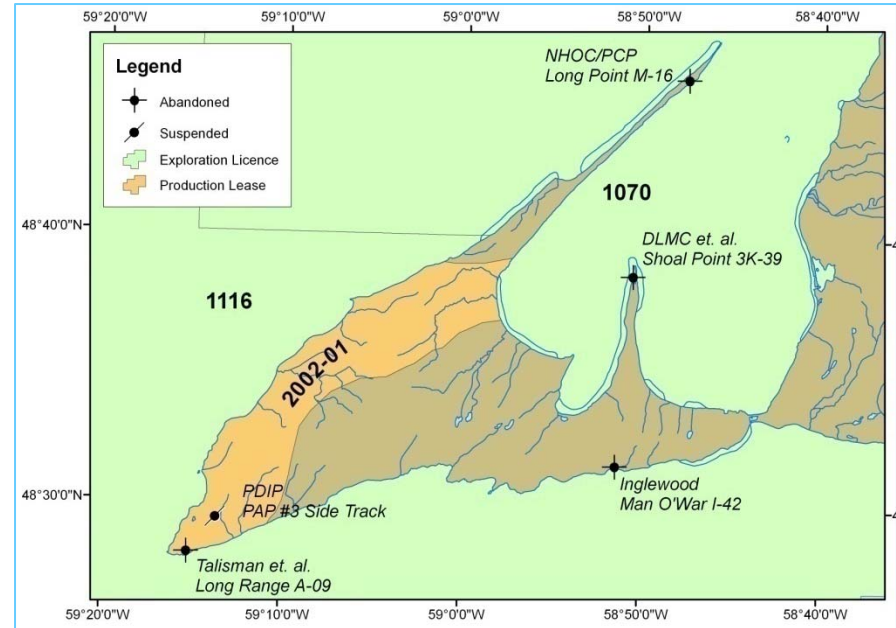 59°20'0"W
59°10'0"W
59°0'0"W
58°50'0"W
58°40'0"W
Legend
Abandoned
Suspended
Exploration Licence
Production Lease
NHOC/PCP
Long Point M-16
1070
48°40'0"N
DLMC et. al.
Shoal Point 3K-39
1116
2002-01
48°30'0"N
PDIP
PAP #3 Side Track
Inglewood
Man O'War I-42
Talisman et. al.
Long Range A-09
59°20'0"W
59°10'0"W
59°0'0"W
58°50'0"W
58°40'0"W